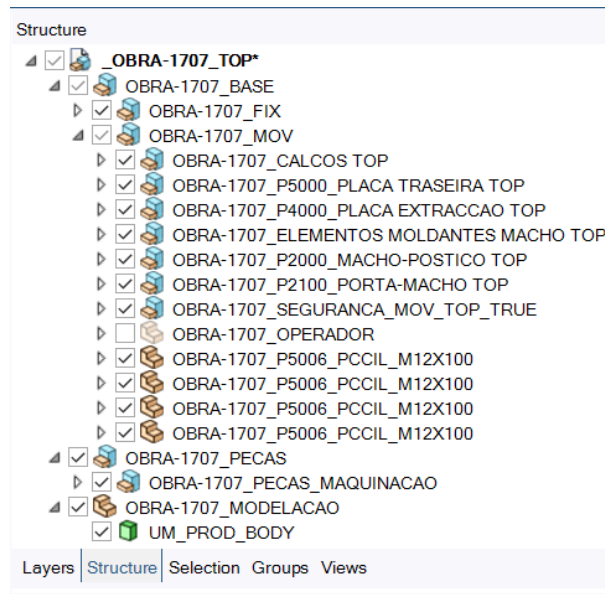 Structure
_OBRA-1707_TOP*
OBRA-1707_BASE
OBRA-1707_FIX
OBRA-1707_MOV
OBRA-1707_CALCOS TOP
OBRA-1707_P5000_PLACA TRASEIRA TOP
OBRA-1707_P4000_PLACA EXTRACCAO TOP
OBRA-1707_ELEMENTOS MOLDANTES MACHO TOP
OBRA-1707_P2000_MACHO-POSTICO TOP
OBRA-1707_P2100_PORTA-MACHO TOP
OBRA-1707_SEGURANCA_MOV_TOP_TRUE
OBRA-1707_OPERADOR
OBRA-1707_P5006_PCCIL_M12X100
OBRA-1707_P5006_PCCIL_M12X100
OBRA-1707_P5006_PCCIL_M12X100
OBRA-1707_P5006_PCCIL_M12X100
OBRA-1707_PECAS
OBRA-1707_PECAS_MAQUINACAO
OBRA-1707_MODELACAO
UM_PROD_BODY
Layers Structure Selection Groups Views